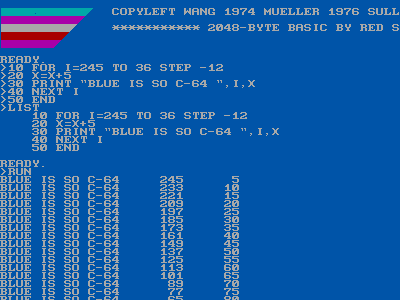 COPYLEFT WANG 1974 MUELLER 1976 SULL
*********** 2048-BYTE BASIC BY RED S
READY.
>10 FOR I=245 TO 36 STEP -12
>20 X=X+5
>30 PRINT "BLUE IS SO C-64 ",I,X
>40 NEXT I
>50 END
>LIST
10 FOR I=245 TO 36 STEP -12
20 X=X+5
30 PRINT "BLUE IS SO C-64 ",I,X
40 NEXT I
50 END
READY.
>RUN
BLUE IS SO C-64 245 5
BLUE IS SO C-64 233 10
BLUE IS SO C-64 221 15
BLUE IS SO C-64 209 20
BLUE IS SO C-64 197 25
BLUE IS SO C-64 185 30
BLUE IS SO C-64 173 35
BLUE IS SO C-64 161 40
BLUE IS SO C-64 149 45
BLUE IS SO C-64 137 50
BLUE IS SO C-64 125 55
BLUE IS SO C-64 113 60
BLUE IS SO C-64 101 65
BLUE IS SO C-64 89 70
BLUE IS SO C-64 77 75
BLUE IS SO C-64 65 80